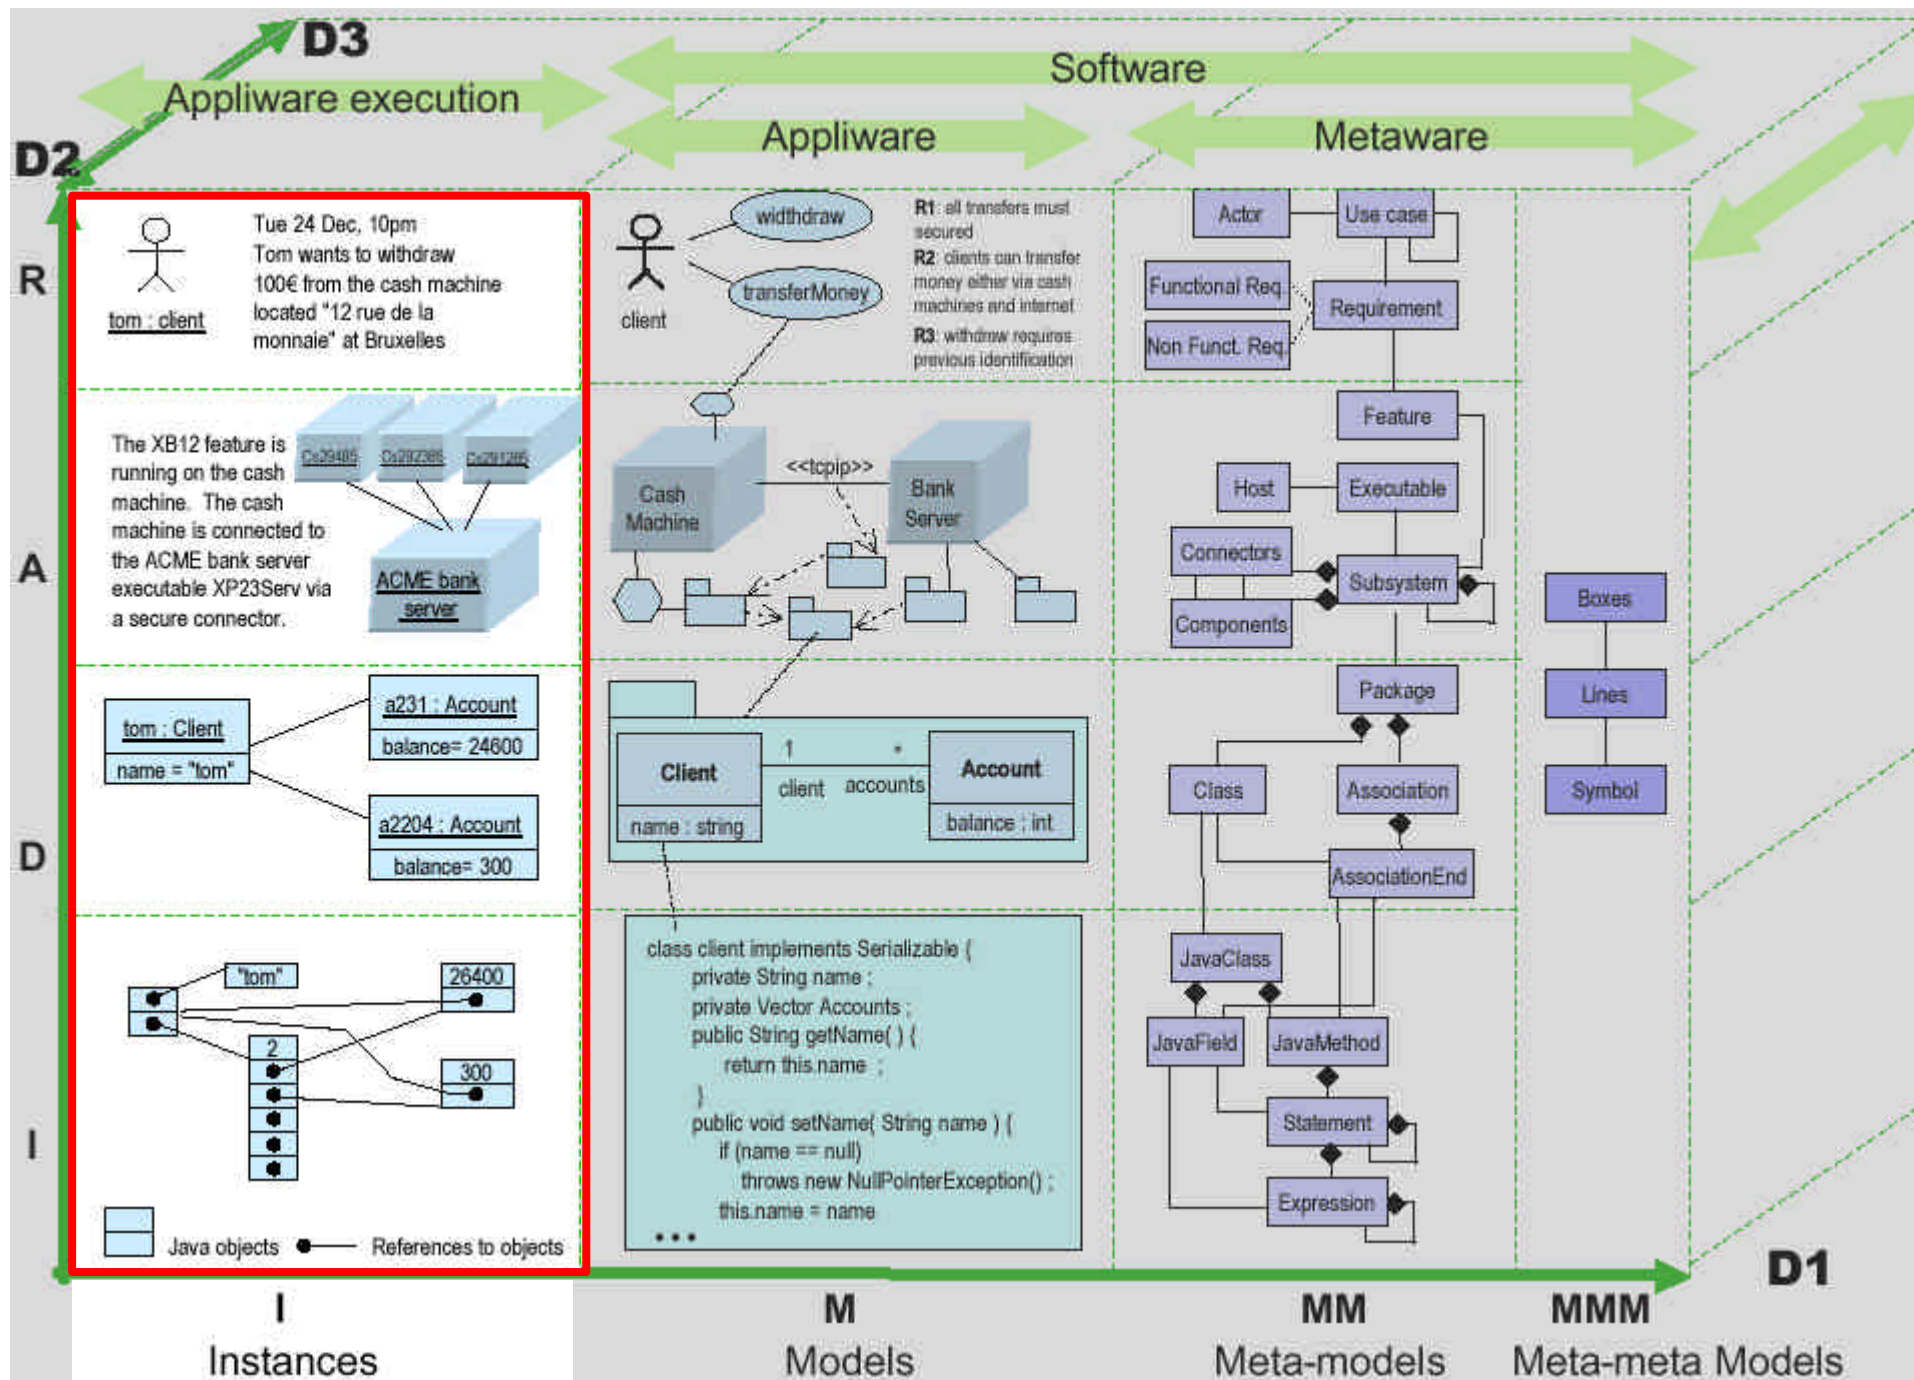 D3
Software
Appliware execution
Appliware
Metaware
D2
R
Tue 24 Dec, 10pm
Tom wants to withdraw
100€ from the cash machine
located "12 rue de la
monnaie" at Bruxelles
tom : client
widthdraw
transferMoney
client
R1: all transfers must
secured
R2: clients can transfer
money either via cash
machines and internet
R3: withdraw requires
previous identifiication
Actor
Use case
Functional Req.
Requirement
Non Funct. Req.
A
The XB12 feature is
running on the cash
machine. The cash
machine is connected to
the ACME bank server
executable XP23Serv via
a secure connector.
Cs29485
Cs292386
Cs291285
ACME bank
server
<<tcpip>>
Cash
Machine
Bank
Server
Feature
Host
Executable
Connectors
Subsystem
Components
Boxes
Lines
Symbol
D
tom : Client
name = "tom"
a231 : Account
balance= 24600
a2204 : Account
balance= 300
Client
name : string
1
*
client
accounts
Account
balance : int
Package
Class
Association
AssociationEnd
I
"tom"
26400
2
300
Java objects
References to objects
class client implements Serializable {
private String name ;
private Vector Accounts ;
public String getName( ) {
return this.name ;
}
public void setName( String name ) {
if (name == null)
throws new NullPointerException() ;
this.name = name
...
JavaClass
JavaField
JavaMethod
Statement
Expression
D1
I
M
MM
MMM
Instances
Models
Meta-models
Meta-meta Models